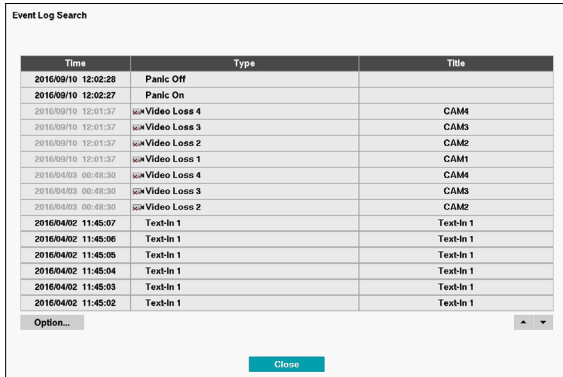 Event Log Search
Time Type Title
2016/09/10 12:02:28 Panic Off
2016/09/10 12:02:27 Panic On
2016/09/10 12:01:37 Video Loss 4 CAM4
2016/09/10 12:01:37 Video Loss 3 CAM3
2016/09/10 12:01:37 Video Loss 2 CAM2
2016/09/10 12:01:37 Video Loss 1 CAM1
2016/04/03 00:48:30 Video Loss 4 CAM4
2016/04/03 00:48:30 Video Loss 3 CAM3
2016/04/03 00:48:30 Video Loss 2 CAM2
2016/04/02 11:45:07 Text-In 1 Text-In 1
2016/04/02 11:45:06 Text-In 1 Text-In 1
2016/04/02 11:45:05 Text-In 1 Text-In 1
2016/04/02 11:45:04 Text-In 1 Text-In 1
2016/04/02 11:45:03 Text-In 1 Text-In 1
2016/04/02 11:45:02 Text-In 1 Text-In 1
Option...
Close